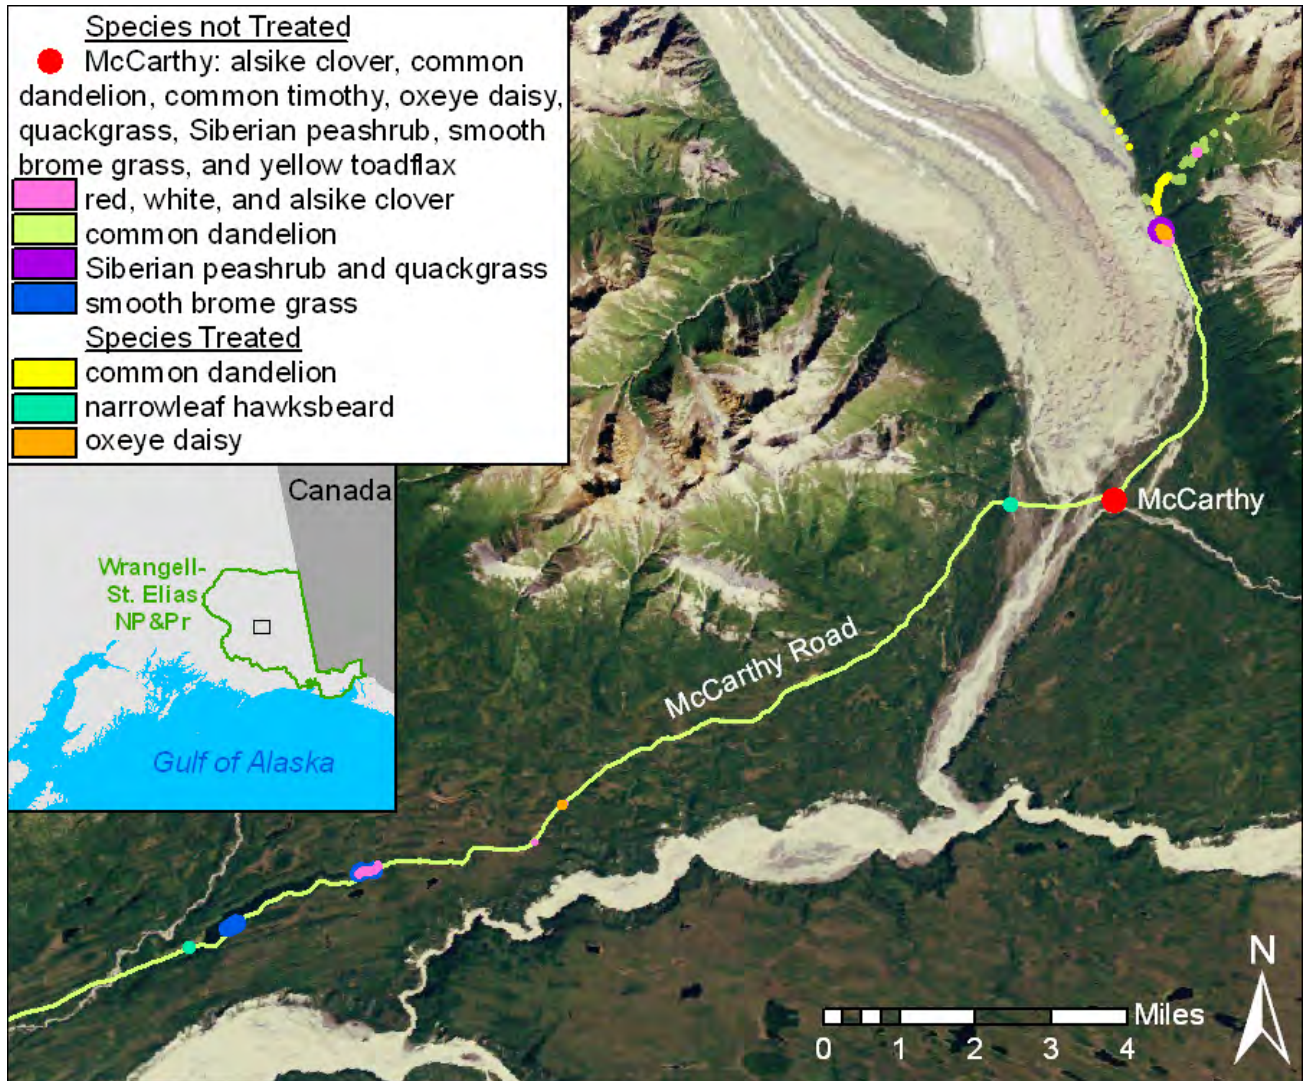 Species not Treated
McCarthy: alsike clover, common
dandelion, common timothy, oxeye daisy,
quackgrass, Siberian peashrub, smooth
brome grass, and yellow toadflax
red, white, and alsike clover
common dandelion
Siberian peashrub and quackgrass
smooth brome grass
Species Treated
common dandelion
narrowleaf hawksbeard
oxeye daisy
Canada
Wrangell-
St. Elias
NP&Pr
Gulf of Alaska
McCarthy
McCarthy Road
N
Miles
0 1 2 3 4